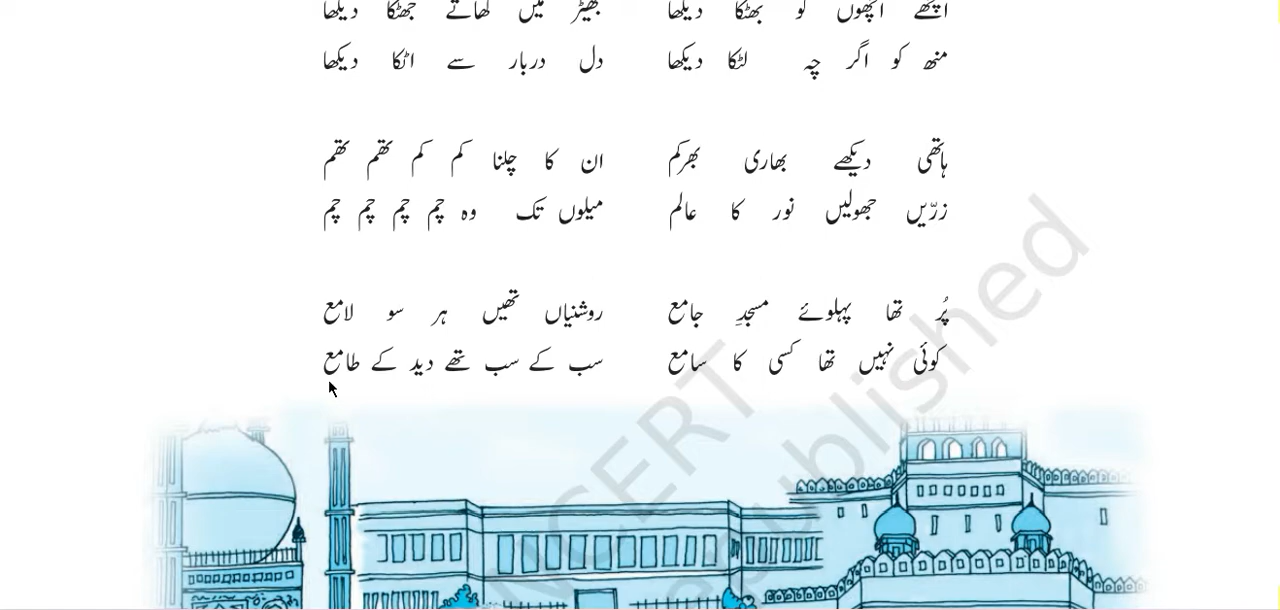 اچھے اچھوں کو بھٹکا دیکھا بھیڑ میں کھاتے جھٹکا دیکھا
منھ کو اگر چہ لٹکا دیکھا دل دربار سے اٹکا دیکھا
ہاتھی دیکھے بھاری بھرکم ان کا چلنا کم کم تھم تھم
زرّیں جھولیں نور کا عالم میلوں تک وہ چم چم چم چم
پُر تھا پہلوئے مسجدِ جامع روشنیاں تھیں ہر سو لامع
کوئی نہیں تھا کسی کا سامع سب کے سب تھے دید کے طامع
NCERT
published